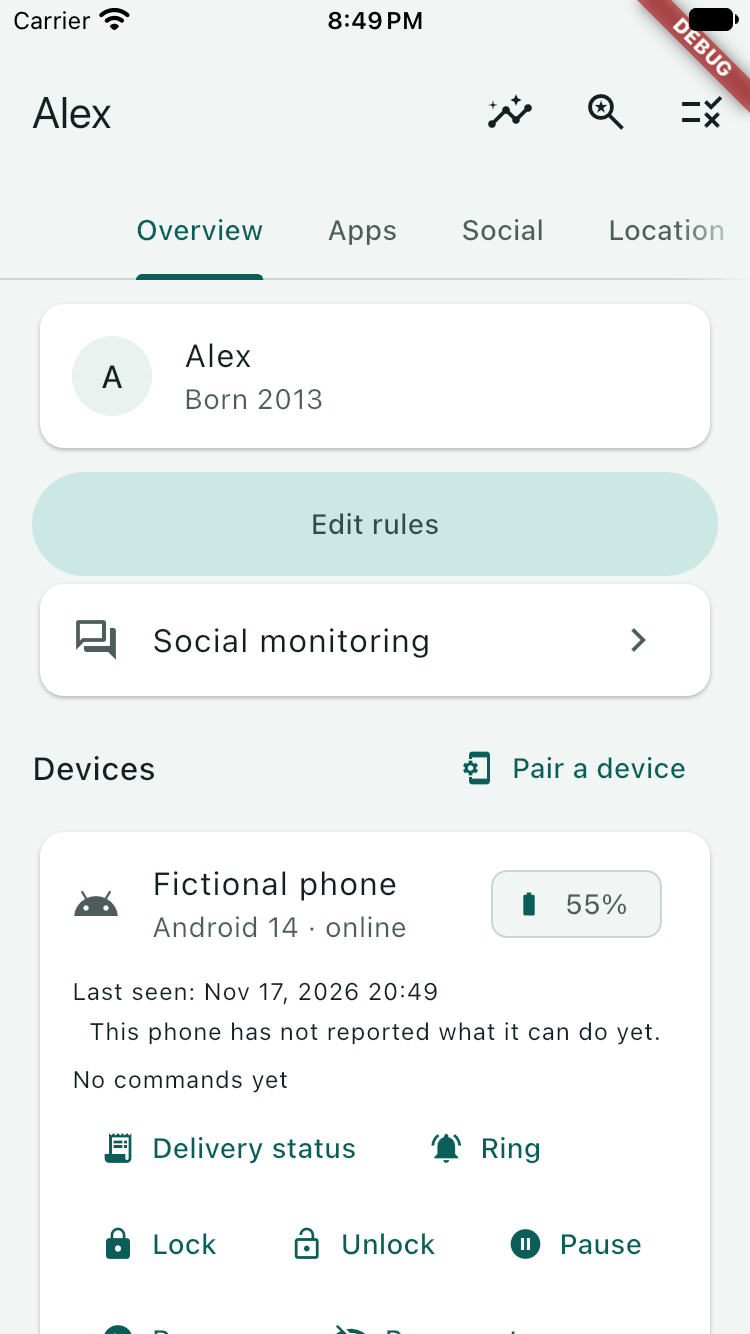 Carrier 8:49 PM
DEBUG
Alex
Overview Apps Social Location
A
Alex
Born 2013
Edit rules
Social monitoring
Devices Pair a device
Fictional phone
Android 14 · online
55%
Last seen: Nov 17, 2026 20:49
This phone has not reported what it can do yet.
No commands yet
Delivery status Ring
Lock Unlock Pause